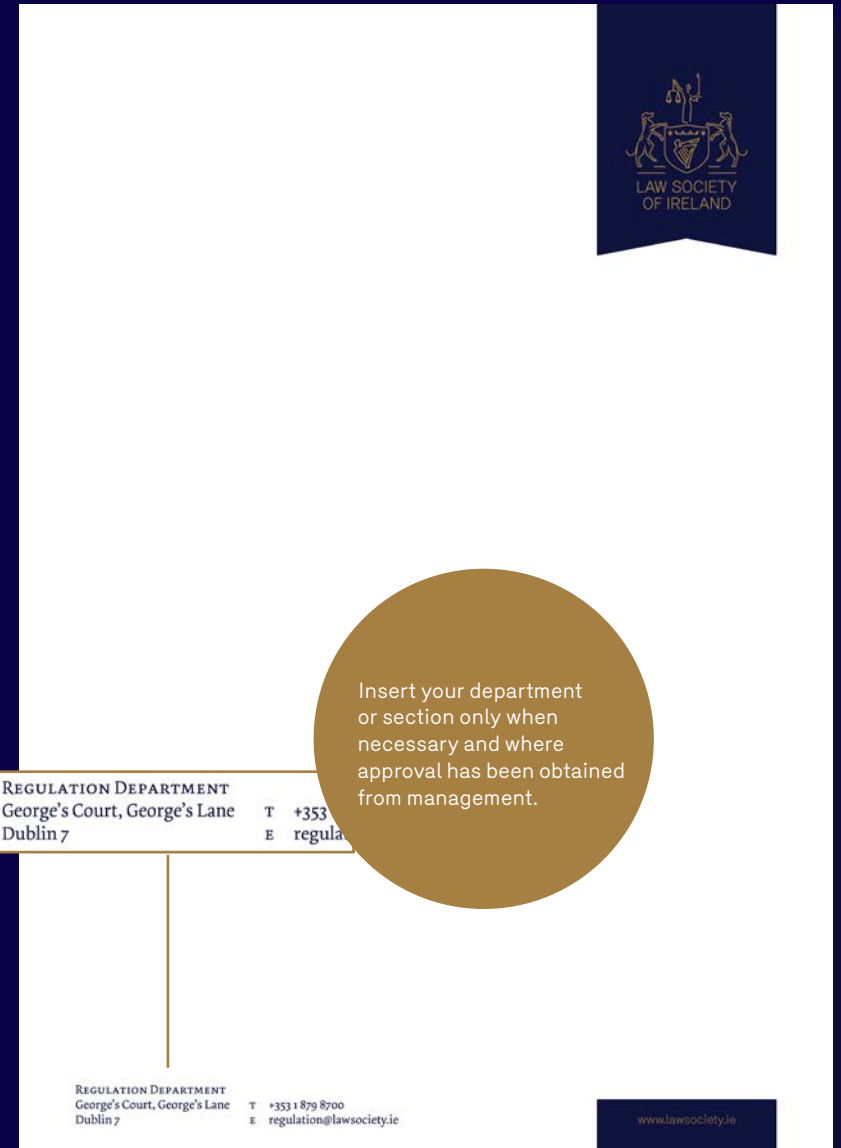 LAW SOCIETY
OF IRELAND
Insert your department
or section only when
necessary and where
approval has been obtained
from management.
REGULATION DEPARTMENT
George's Court, George's Lane T +353
Dublin 7 E regula
REGULATION DEPARTMENT
George's Court, George's Lane T +353 1 879 8700
Dublin 7 E regulation@lawsociety.ie
www.lawsociety.ie